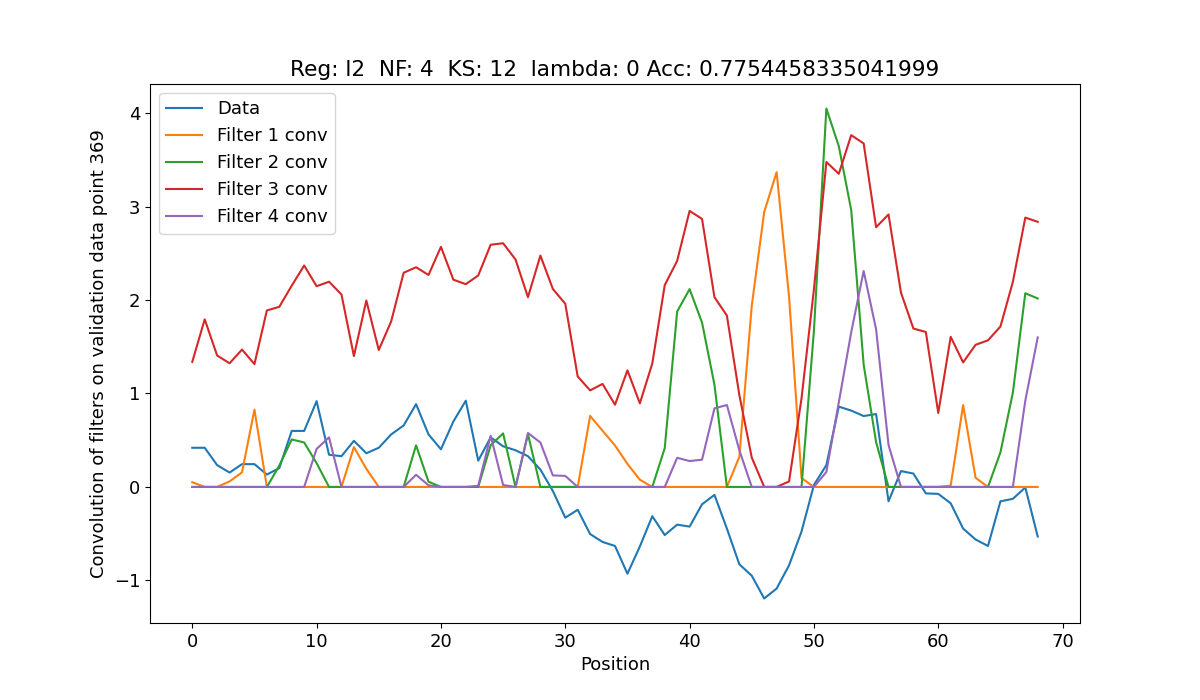 Reg: l2  NF: 4  KS: 12  lambda: 0 Acc: 0.7754458335041999
Data
Filter 1 conv
Filter 2 conv
Filter 3 conv
Filter 4 conv
Convolution of filters on validation data point 369
4
3
2
1
0
−1
0 10 20 30 40 50 60 70
Position